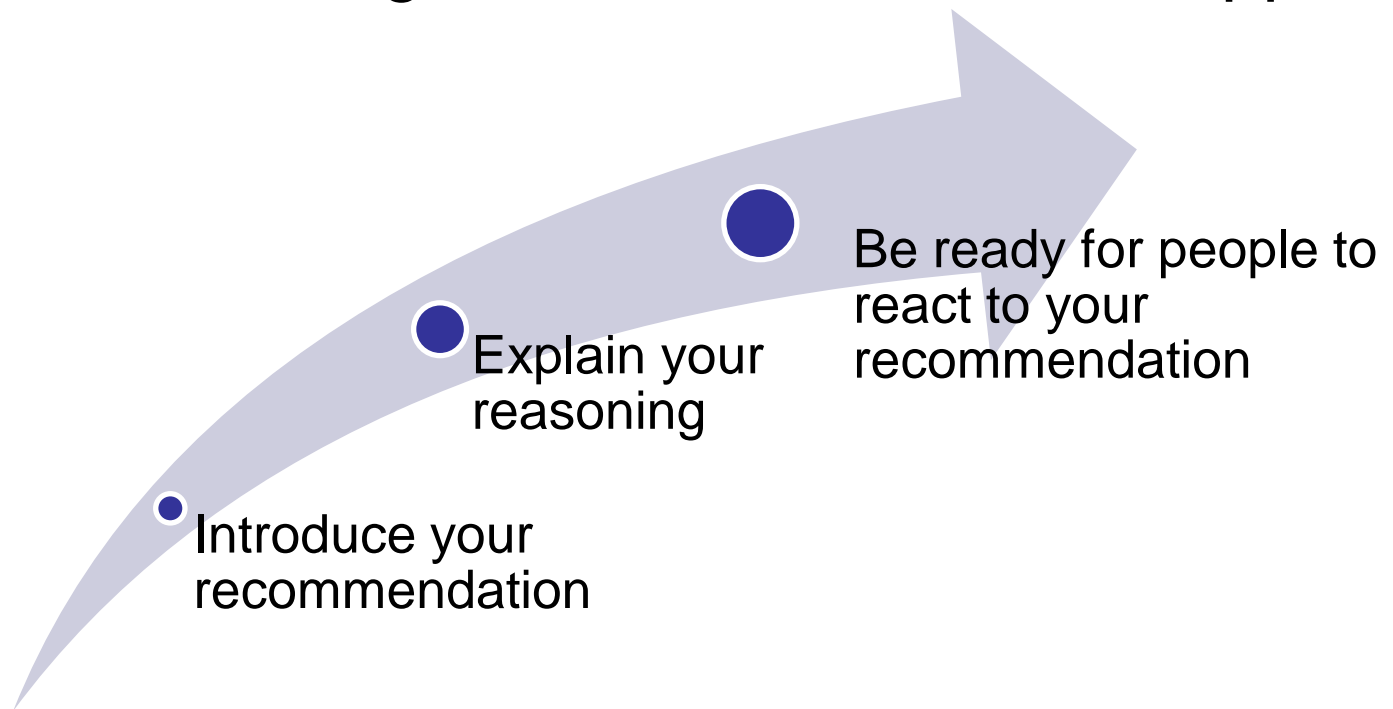 Be ready for people to
react to your
recommendation
Explain your
reasoning
Introduce your
recommendation